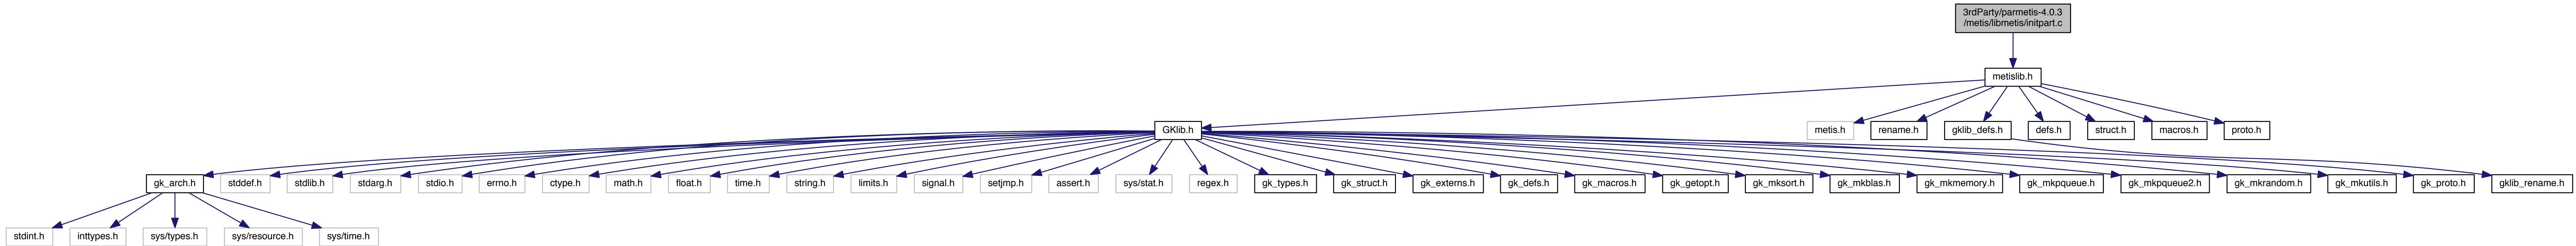 3rdParty/parmetis-4.0.3
/metis/libmetis/initpart.c
metislib.h
GKlib.h
metis.h
rename.h
gklib_defs.h
defs.h
struct.h
macros.h
proto.h
gk_arch.h
stddef.h
stdlib.h
stdarg.h
stdio.h
errno.h
ctype.h
math.h
float.h
time.h
string.h
limits.h
signal.h
setjmp.h
assert.h
sys/stat.h
regex.h
gk_types.h
gk_struct.h
gk_externs.h
gk_defs.h
gk_macros.h
gk_getopt.h
gk_mksort.h
gk_mkblas.h
gk_mkmemory.h
gk_mkpqueue.h
gk_mkpqueue2.h
gk_mkrandom.h
gk_mkutils.h
gk_proto.h
gklib_rename.h
stdint.h
inttypes.h
sys/types.h
sys/resource.h
sys/time.h